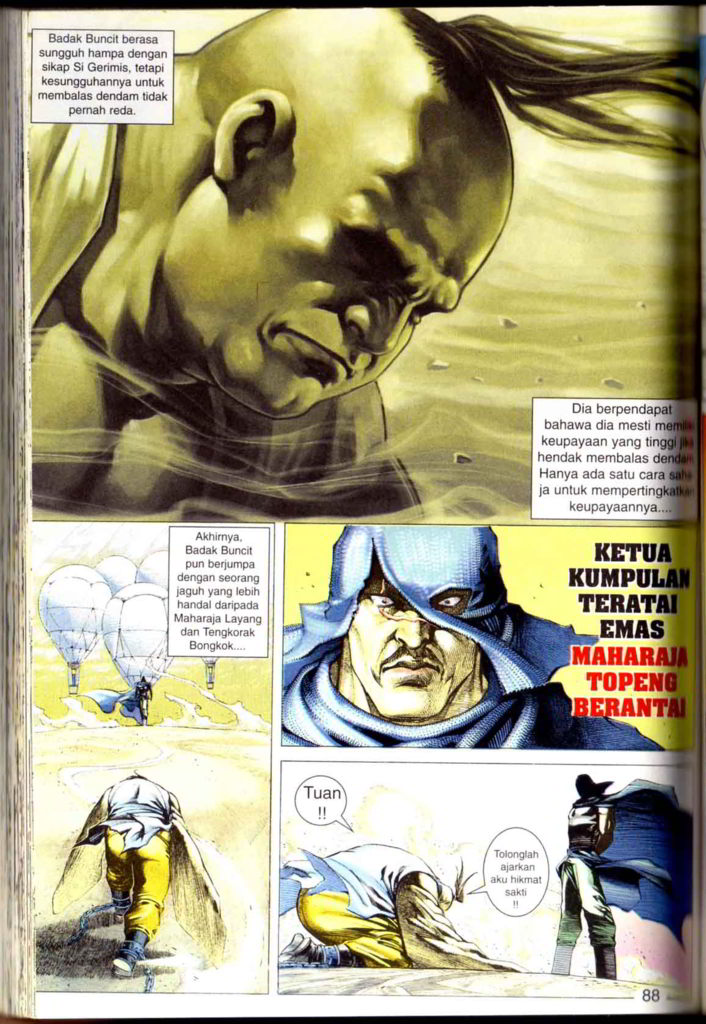 Badak Buncit berasa
sungguh hampa dengan
sikap Si Gerimis, tetapi
kesungguhannya untuk
membalas dendam tidak
pernah reda.
Dia berpendapat
bahawa dia mesti memiliki
keupayaan yang tinggi jika
hendak membalas dendam.
Hanya ada satu cara saha
ja untuk mempertingkatkan
keupayaannya....
Akhirnya,
Badak Buncit
pun berjumpa
dengan seorang
jaguh yang lebih
handal daripada
Maharaja Layang
dan Tengkorak
Bongkok....
KETUA
KUMPULAN
TERATAI
EMAS
MAHARAJA
TOPENG
BERANTAI
Tuan
!!
Tolonglah
ajarkan
aku hikmat
sakti
!!
88